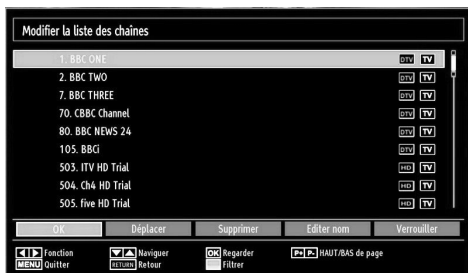 Modifier la liste des chaînes
1. BBC ONE DTV TV
2. BBC TWO DTV TV
7. BBC THREE DTV TV
70. CBBC Channel DTV TV
80. BBC NEWS 24 DTV TV
105. BBCi DTV TV
503. ITV HD Trial HD TV
504. Ch4 HD Trial HD TV
505. five HD Trial HD TV
OK Déplacer Supprimer Editer nom Verrouiller
Fonction Naviguer OK Regarder P+ P- HAUT/BAS de page
MENU Quitter RETURN Retour Filtrer